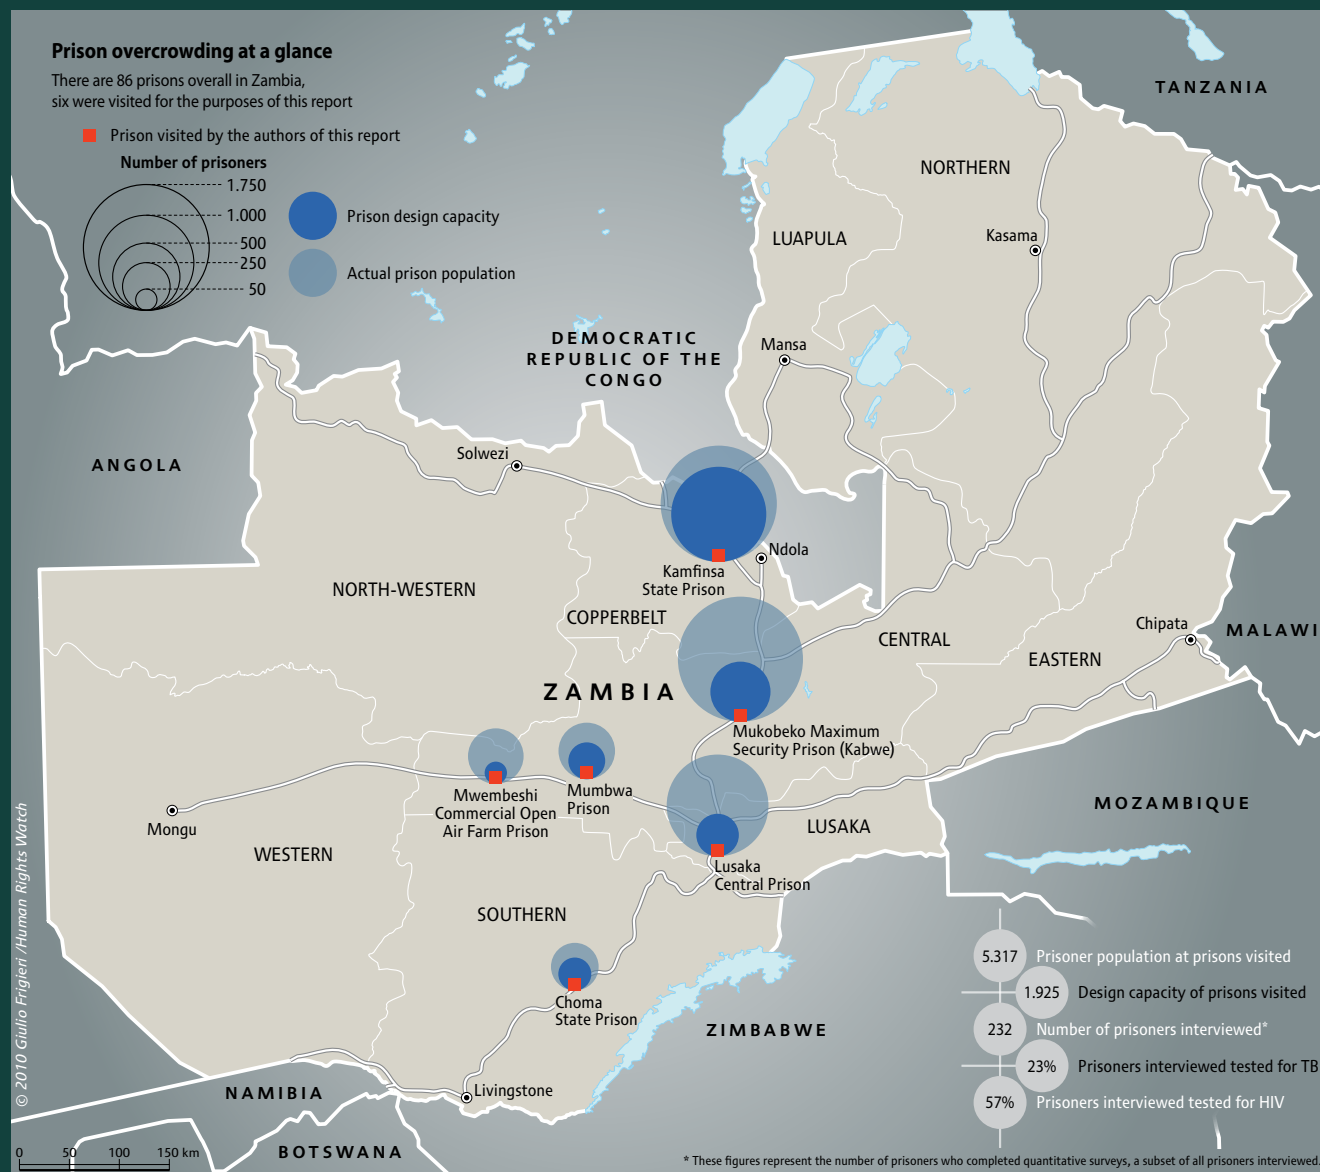 Prison overcrowding at a glance
There are 86 prisons overall in Zambia,
six were visited for the purposes of this report
Prison visited by the authors of this report
Number of prisoners
1.750
1.000
500
250
50
Prison design capacity
Actual prison population
TANZANIA
NORTHERN
LUAPULA
Kasama
DEMOCRATIC
REPUBLIC OF THE
CONGO
Mansa
ANGOLA
Solwezi
Ndola
Kamfinsa
State Prison
NORTH-WESTERN
COPPERBELT
CENTRAL
Chipata
MALAWI
EASTERN
ZAMBIA
Mukobeko Maximum
Security Prison (Kabwe)
Mwembeshi
Commercial Open
Air Farm Prison
Mumbwa
Prison
Mongu
WESTERN
LUSAKA
MOZAMBIQUE
Lusaka
Central Prison
SOUTHERN
Choma
State Prison
ZIMBABWE
Livingstone
NAMIBIA
BOTSWANA
5.317 Prisoner population at prisons visited
1.925 Design capacity of prisons visited
232 Number of prisoners interviewed*
23% Prisoners interviewed tested for TB
57% Prisoners interviewed tested for HIV
© 2010 Giulio Frigieri /Human Rights Watch
0 50 100 150 km
* These figures represent the number of prisoners who completed quantitative surveys, a subset of all prisoners interviewed.